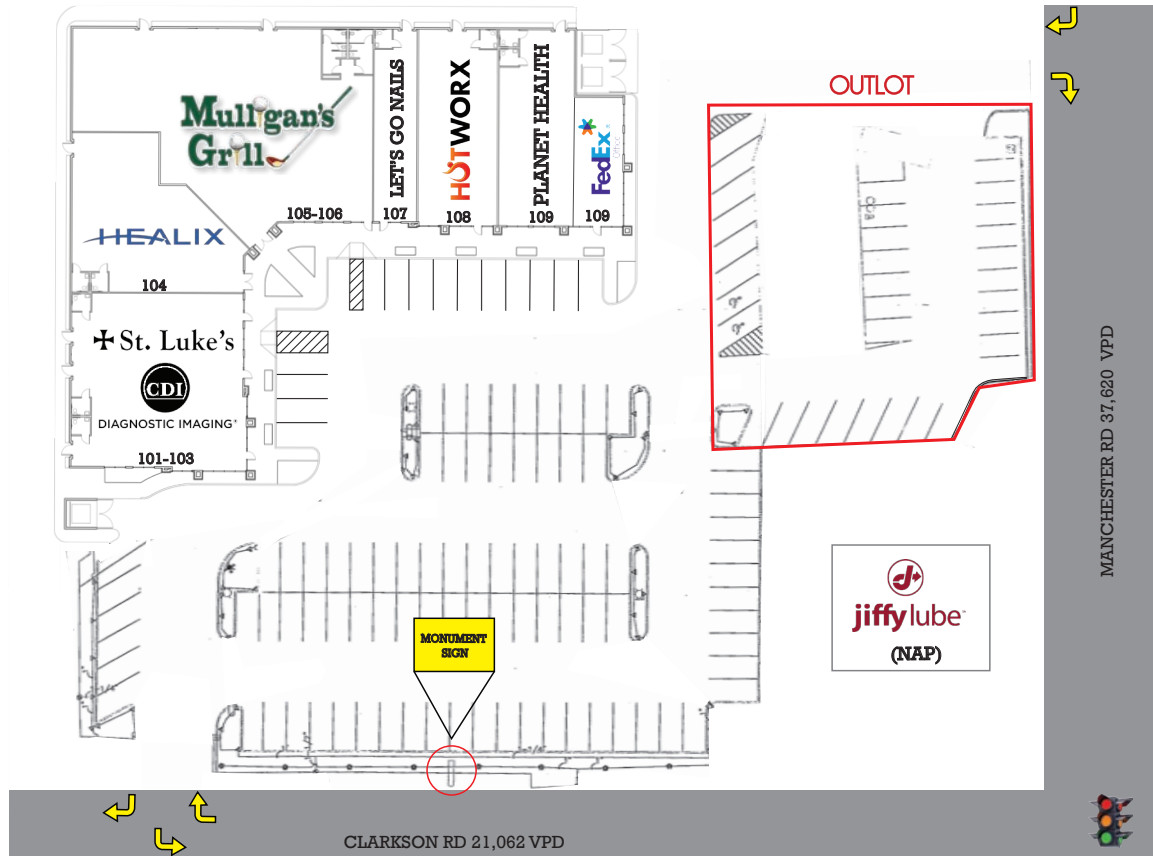 OUTLOT
Mulligan's
Grill
105-106
LET'S GO NAILS
107
HOTWORX
108
PLANET HEALTH
109
FedEx
Office
109
HEALIX
104
St. Luke's
CDI
DIAGNOSTIC IMAGING
101-103
MONUMENT
SIGN
jiffy lube
(NAP)
MANCHESTER RD 37,620 VPD
CLARKSON RD 21,062 VPD